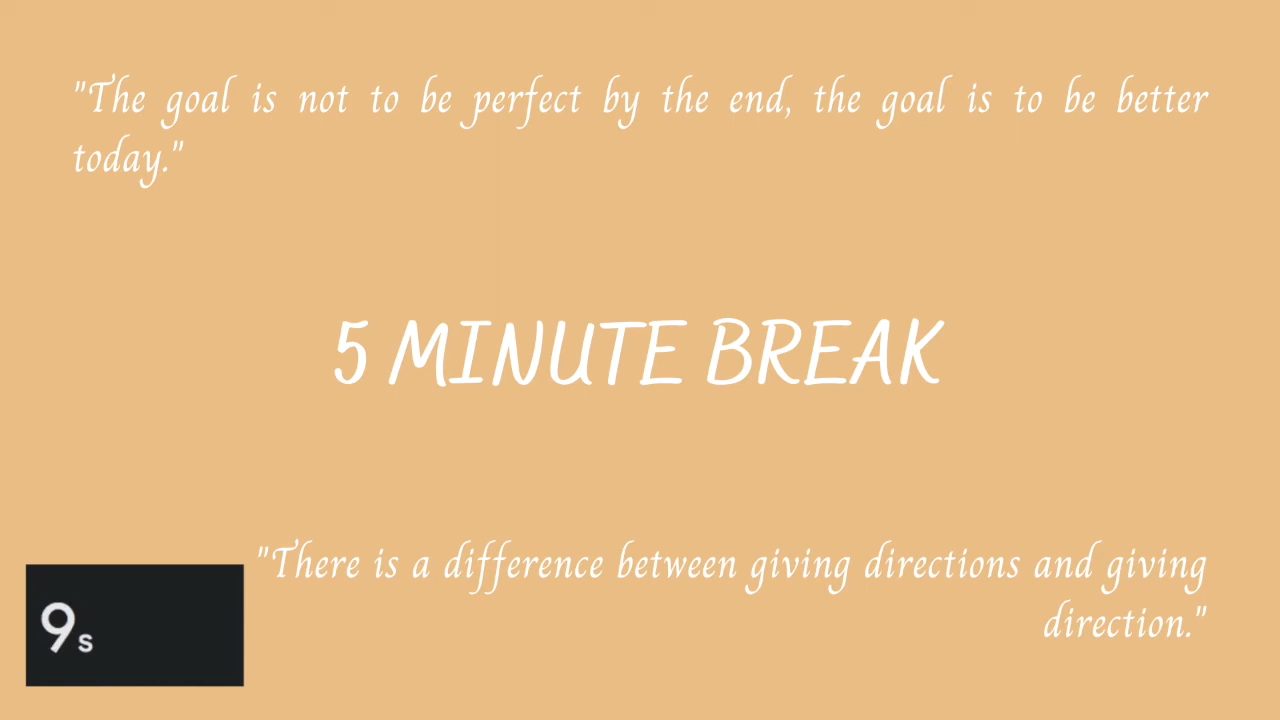 "The goal is not to be perfect by the end, the goal is to be better
today."
5 MINUTE BREAK
"There is a difference between giving directions and giving
direction."
9s